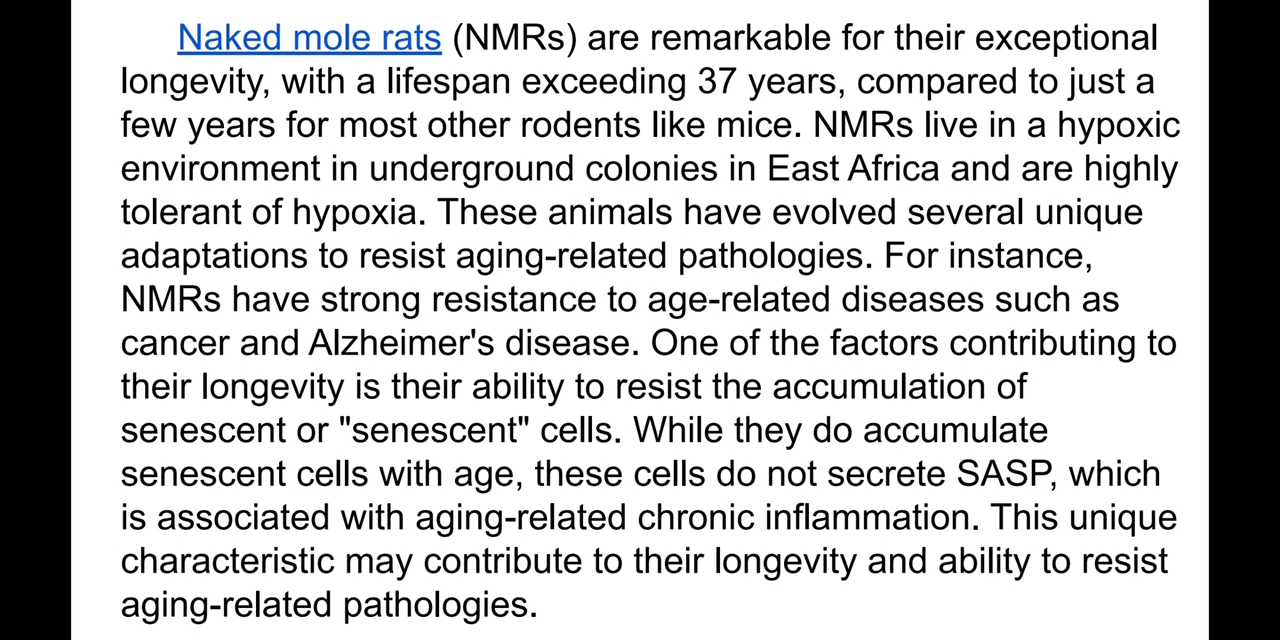 Naked mole rats (NMRs) are remarkable for their exceptional
longevity, with a lifespan exceeding 37 years, compared to just a
few years for most other rodents like mice. NMRs live in a hypoxic
environment in underground colonies in East Africa and are highly
tolerant of hypoxia. These animals have evolved several unique
adaptations to resist aging-related pathologies. For instance,
NMRs have strong resistance to age-related diseases such as
cancer and Alzheimer's disease. One of the factors contributing to
their longevity is their ability to resist the accumulation of
senescent or "senescent" cells. While they do accumulate
senescent cells with age, these cells do not secrete SASP, which
is associated with aging-related chronic inflammation. This unique
characteristic may contribute to their longevity and ability to resist
aging-related pathologies.